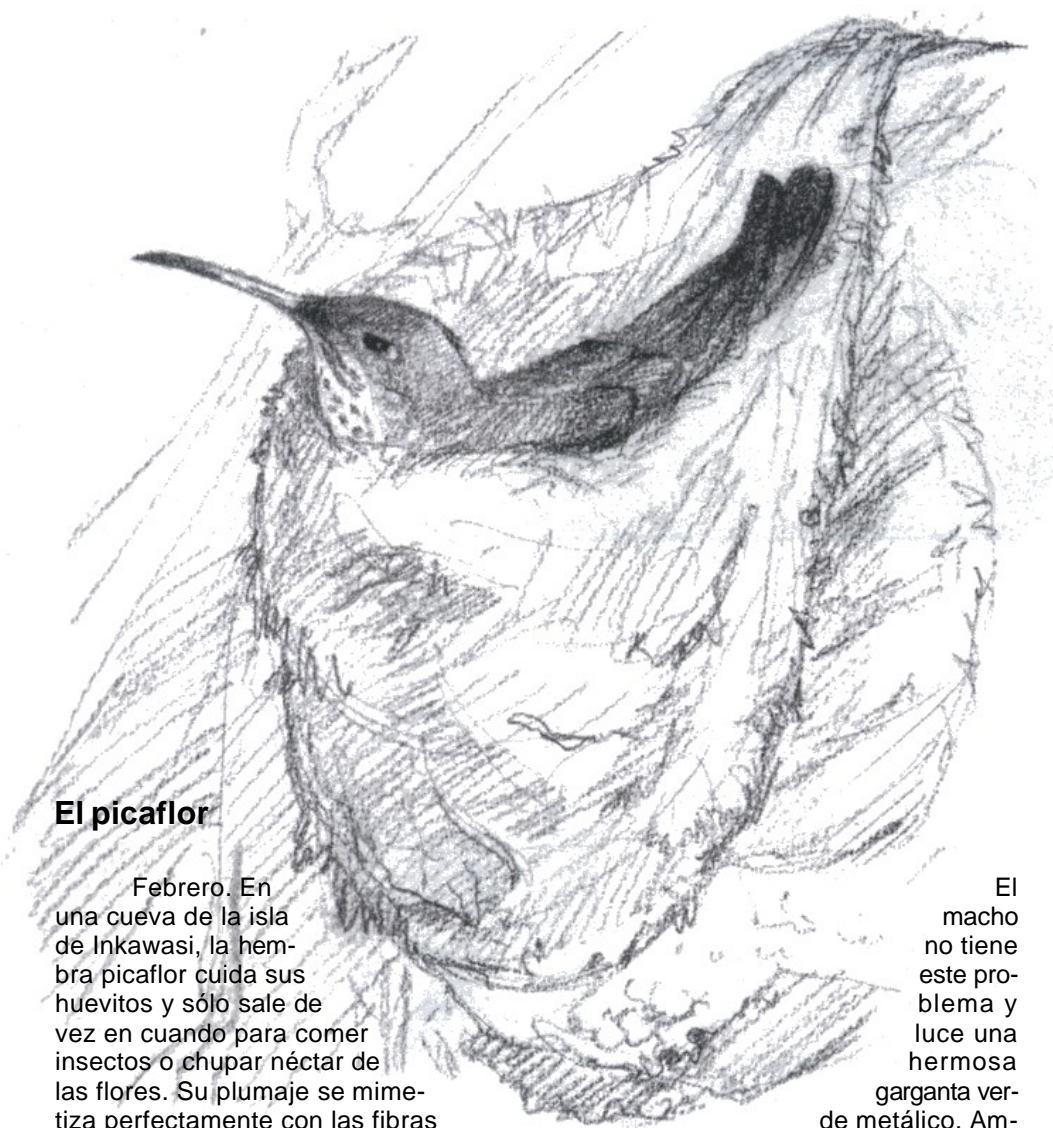 El picaflor
Febrero. En
una cueva de la isla
de Inkawasi, la hem-
bra picaflor cuida sus
huevitos y sólo sale de
vez en cuando para comer
insectos o chupar néctar de
las flores. Su plumaje se mime-
tiza perfectamente con las fibras
El
macho
no tiene
este pro-
blema y
luce una
hermosa
garganta ver-
de metálico. Am-